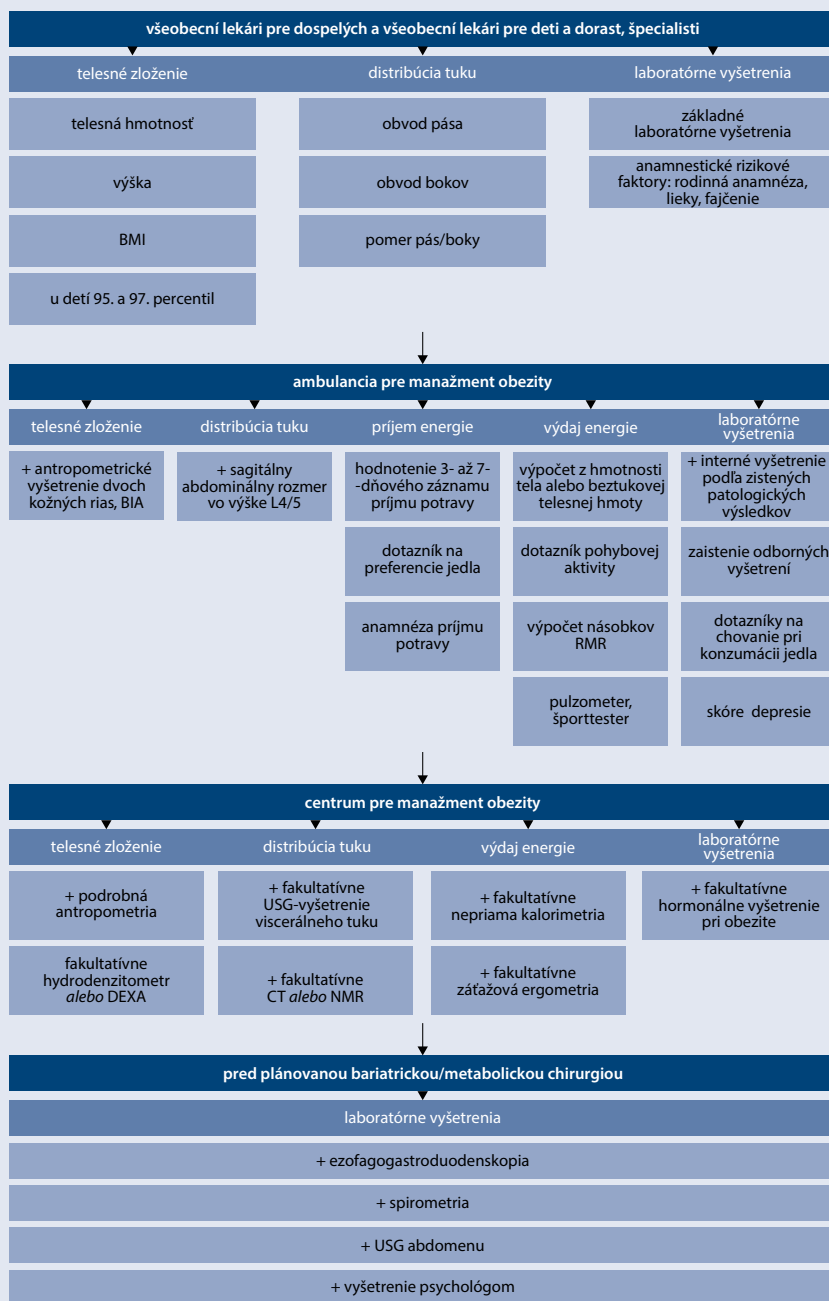 všeobecní lekári pre dospelých a všeobecní lekári pre deti a dorast, špecialisti
telesné zloženie
distribúcia tuku
laboratórne vyšetrenia
telesná hmotnosť
obvod pása
základné
laboratórne vyšetrenia
výška
obvod bokov
anamnestické rizikové
faktory: rodinná anamnéza,
lieky, fajčenie
BMI
pomer pás/boky
u detí 95. a 97. percentil
ambulancia pre manažment obezity
telesné zloženie
distribúcia tuku
príjem energie
výdaj energie
laboratórne
vyšetrenia
+ antropometrické
vyšetrenie dvoch
kožných rias, BIA
+ sagitálny
abdominálny rozmer
vo výške L4/5
hodnotenie 3- až 7-
-dňového záznamu
príjmu potravy
výpočet z hmotnosti
tela alebo beztukovej
telesnej hmoty
+ interné vyšetrenie
podľa zistených
patologických
výsledkov
dotazník na
preferencie jedla
dotazník pohybovej
aktivity
zaistenie odborných
vyšetrení
anamnéza príjmu
potravy
výpočet násobkov
RMR
dotazníky na
chovanie pri
konzumácii jedla
pulzometer,
športtester
skóre depresie
centrum pre manažment obezity
telesné zloženie
distribúcia tuku
výdaj energie
laboratórne
vyšetrenia
+ podrobná
antropometria
+ fakultatívne
USG-vyšetrenie
viscerálneho tuku
+ fakultatívne
nepriama kalorimetria
+ fakultatívne
hormonálne vyšetrenie
pri obezite
fakultatívne
hydrodenzitometr
alebo DEXA
+ fakultatívne
CT alebo NMR
+ fakultatívne
záťažová ergometria
pred plánovanou bariatrickou/metabolickou chirurgiou
laboratórne vyšetrenia
+ ezofagogastroduodenskopia
+ spirometria
+ USG abdomenu
+ vyšetrenie psychológom